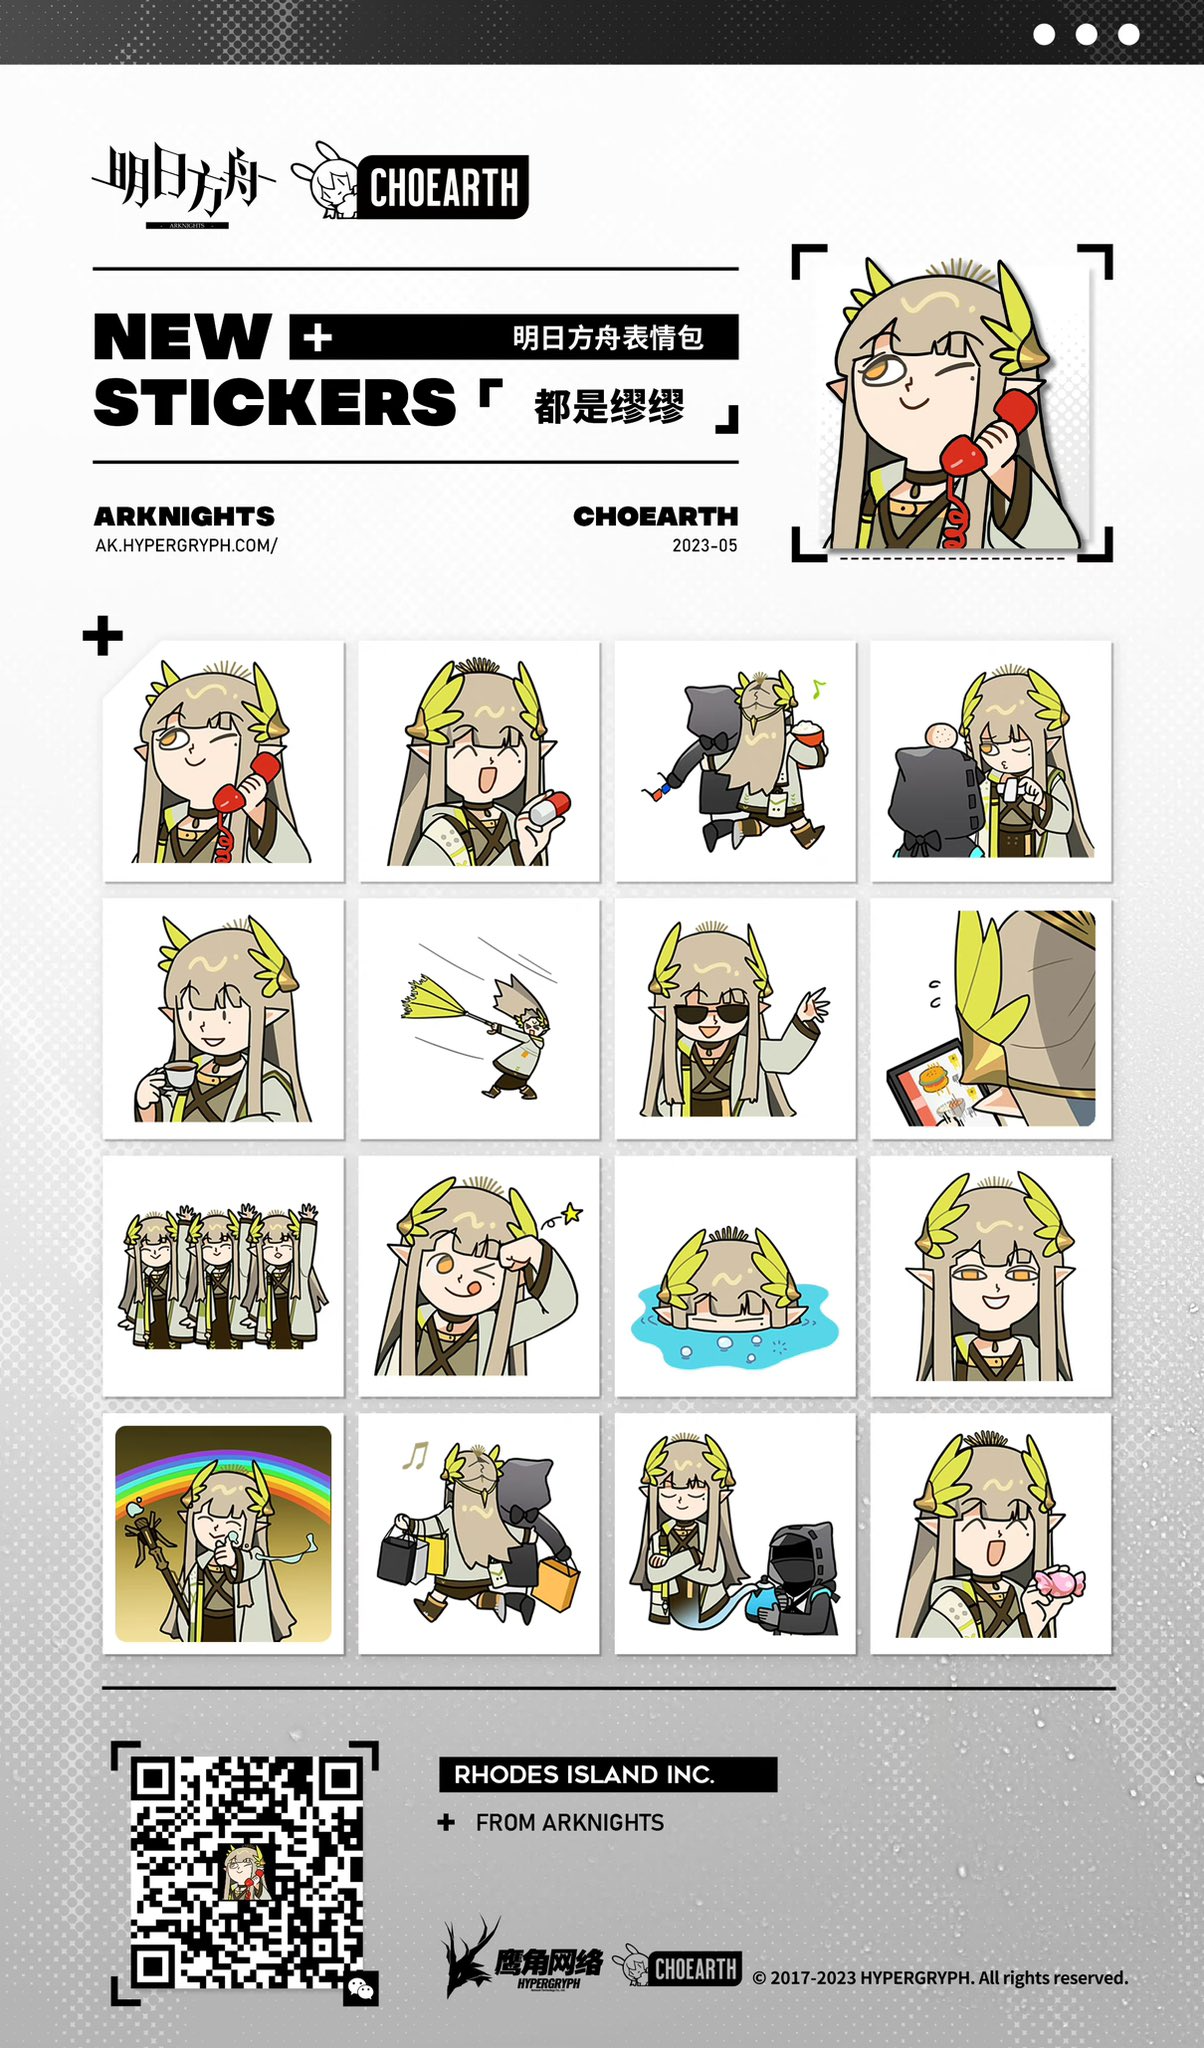 明日方舟
ARKNIGHTS
CHOEARTH
NEW
明日方舟表情包
STICKERS
「都是缪缪」
ARKNIGHTS
AK.HYPERGRYPH.COM/
CHOEARTH
2023-05
RHODES ISLAND INC.
FROM ARKNIGHTS
鹰角网络
HYPERGRYPH
CHOEARTH
© 2017-2023 HYPERGRYPH. All rights reserved.